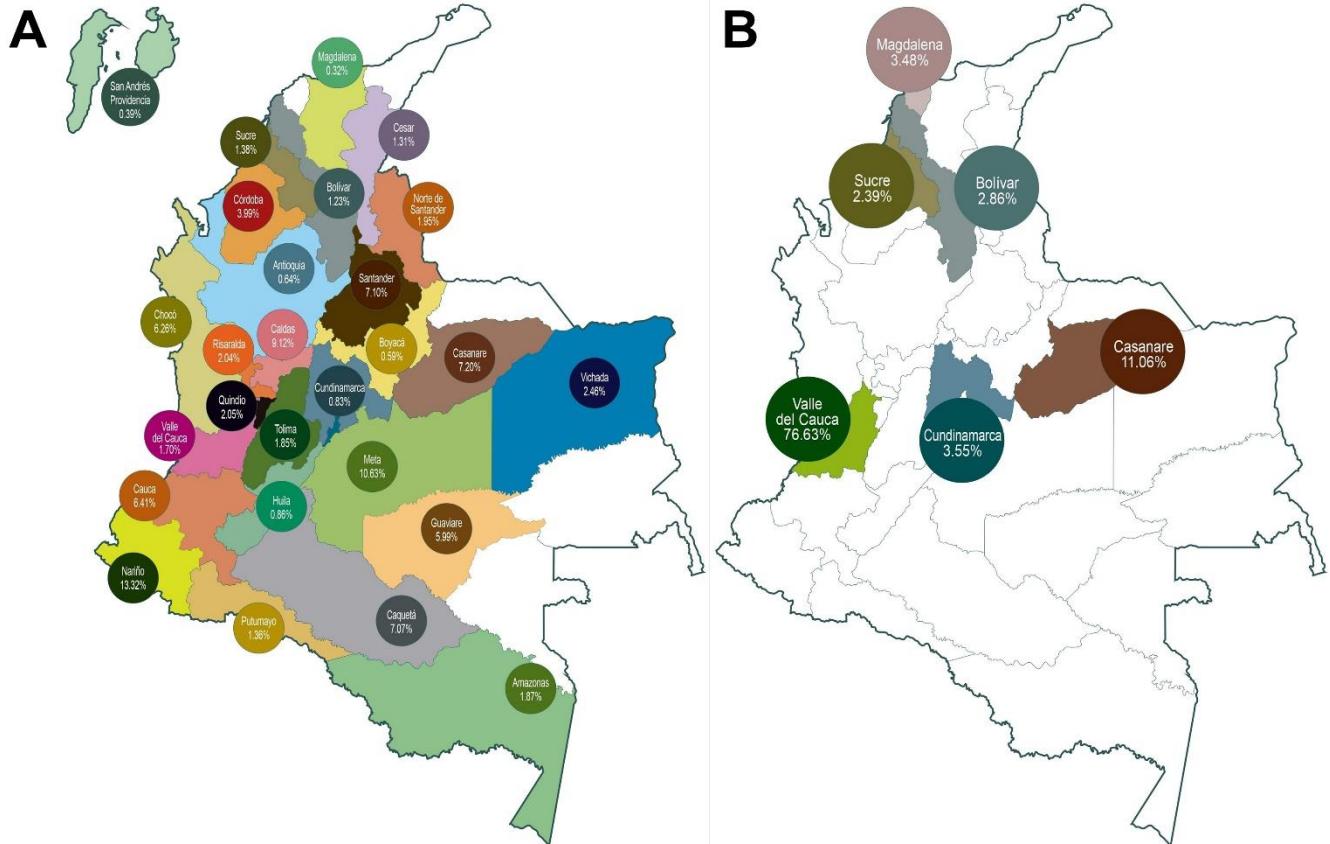 A
San Andrés
Providencia
0.39%
Magdalena
0.32%
Cesar
1.31%
Sucre
1.38%
Bolívar
1.23%
Córdoba
3.99%
Norte de
Santander
1.95%
Antioquia
0.64%
Santander
7.10%
Chocó
6.26%
Risaralda
2.04%
Caldas
9.12%
Boyacá
0.59%
Casanare
7.20%
Vichada
2.46%
Quindío
2.05%
Cundinamarca
0.83%
Valle
del Cauca
1.70%
Tolima
1.85%
Meta
10.63%
Cauca
6.41%
Huila
0.86%
Guaviare
5.99%
Nariño
13.32%
Putumayo
1.36%
Caquetá
7.07%
Amazonas
1.87%
B
Magdalena
3.48%
Sucre
2.39%
Bolívar
2.86%
Casanare
11.06%
Valle
del Cauca
76.63%
Cundinamarca
3.55%